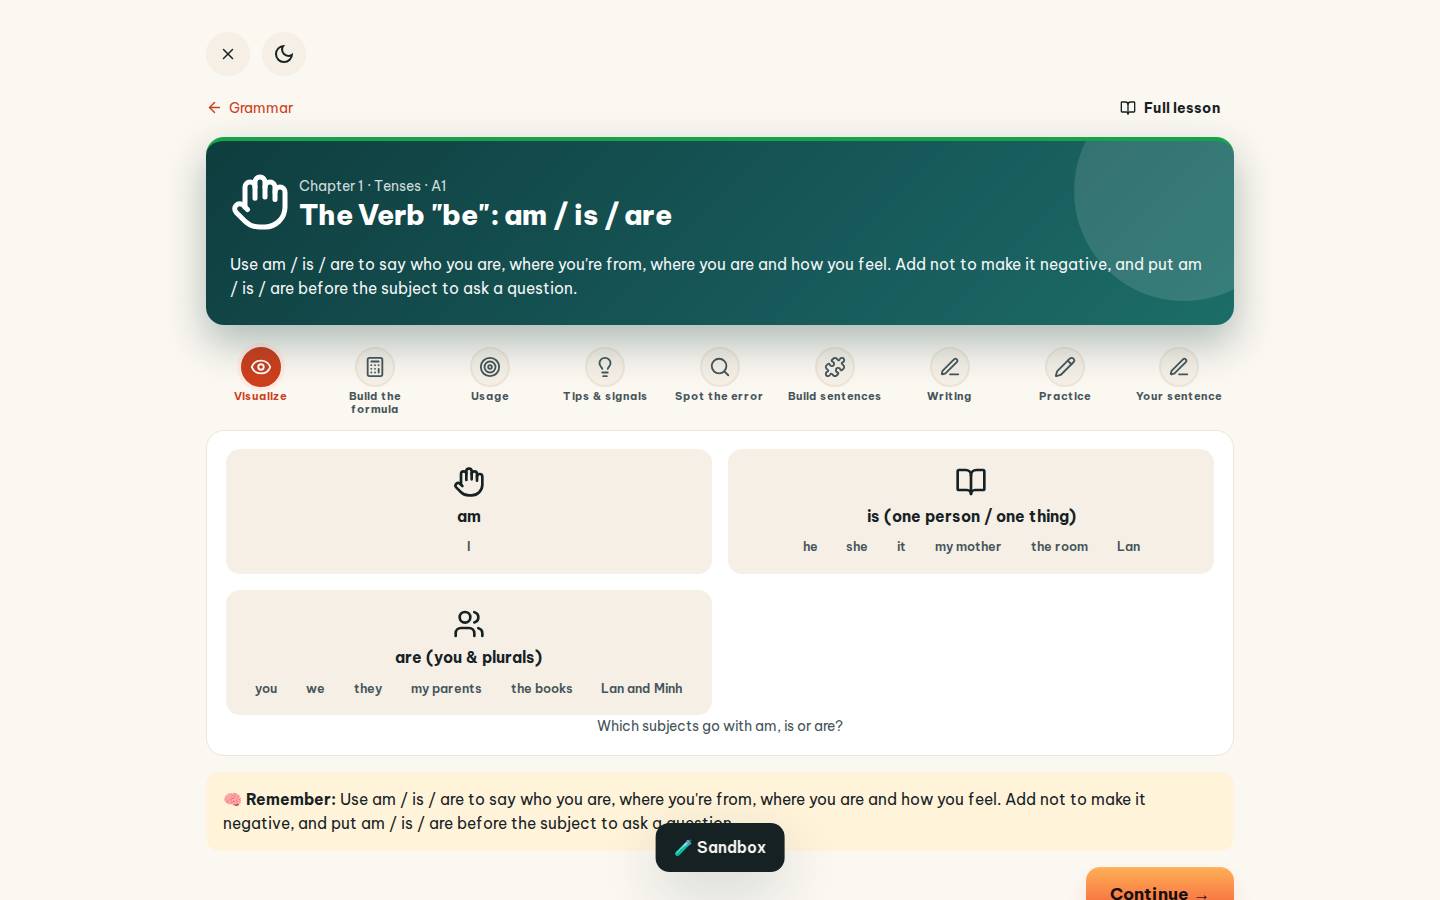 Grammar
Full lesson
Chapter 1 · Tenses · A1
The Verb "be": am / is / are
Use am / is / are to say who you are, where you're from, where you are and how you feel. Add not to make it negative, and put am
/ is / are before the subject to ask a question.
Visualize
Build the
formula
Usage
Tips & signals
Spot the error
Build sentences
Writing
Practice
Your sentence
am
I
is (one person / one thing)
he she it my mother the room Lan
are (you & plurals)
you we they my parents the books Lan and Minh
Which subjects go with am, is or are?
🧠 Remember: Use am / is / are to say who you are, where you're from, where you are and how you feel. Add not to make it
negative, and put am / is / are before the subject to ask a question.
🧪 Sandbox
Continue →